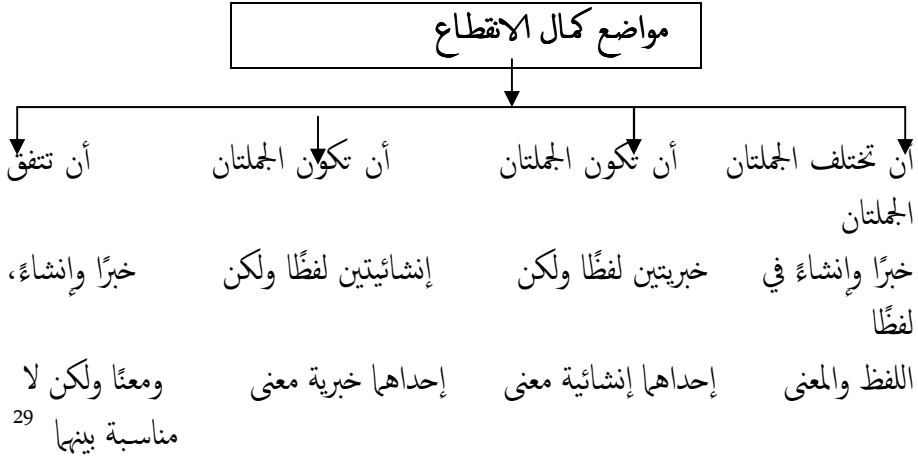 مواضع كمال الانقطاع
أن تختلف الجملتان أن تكون الجملتان أن تكون الجملتان أن تتفق
الجملتان
خبرًا وإنشاءً في خبريتين لفظًا ولكن إنشائيتين لفظًا ولكن خبرًا وإنشاءً،
لفظًا
اللفظ والمعنى إحداهما إنشائية معنى إحداهما خبرية معنى ومعنًا ولكن لا
مناسبة بينهما 29